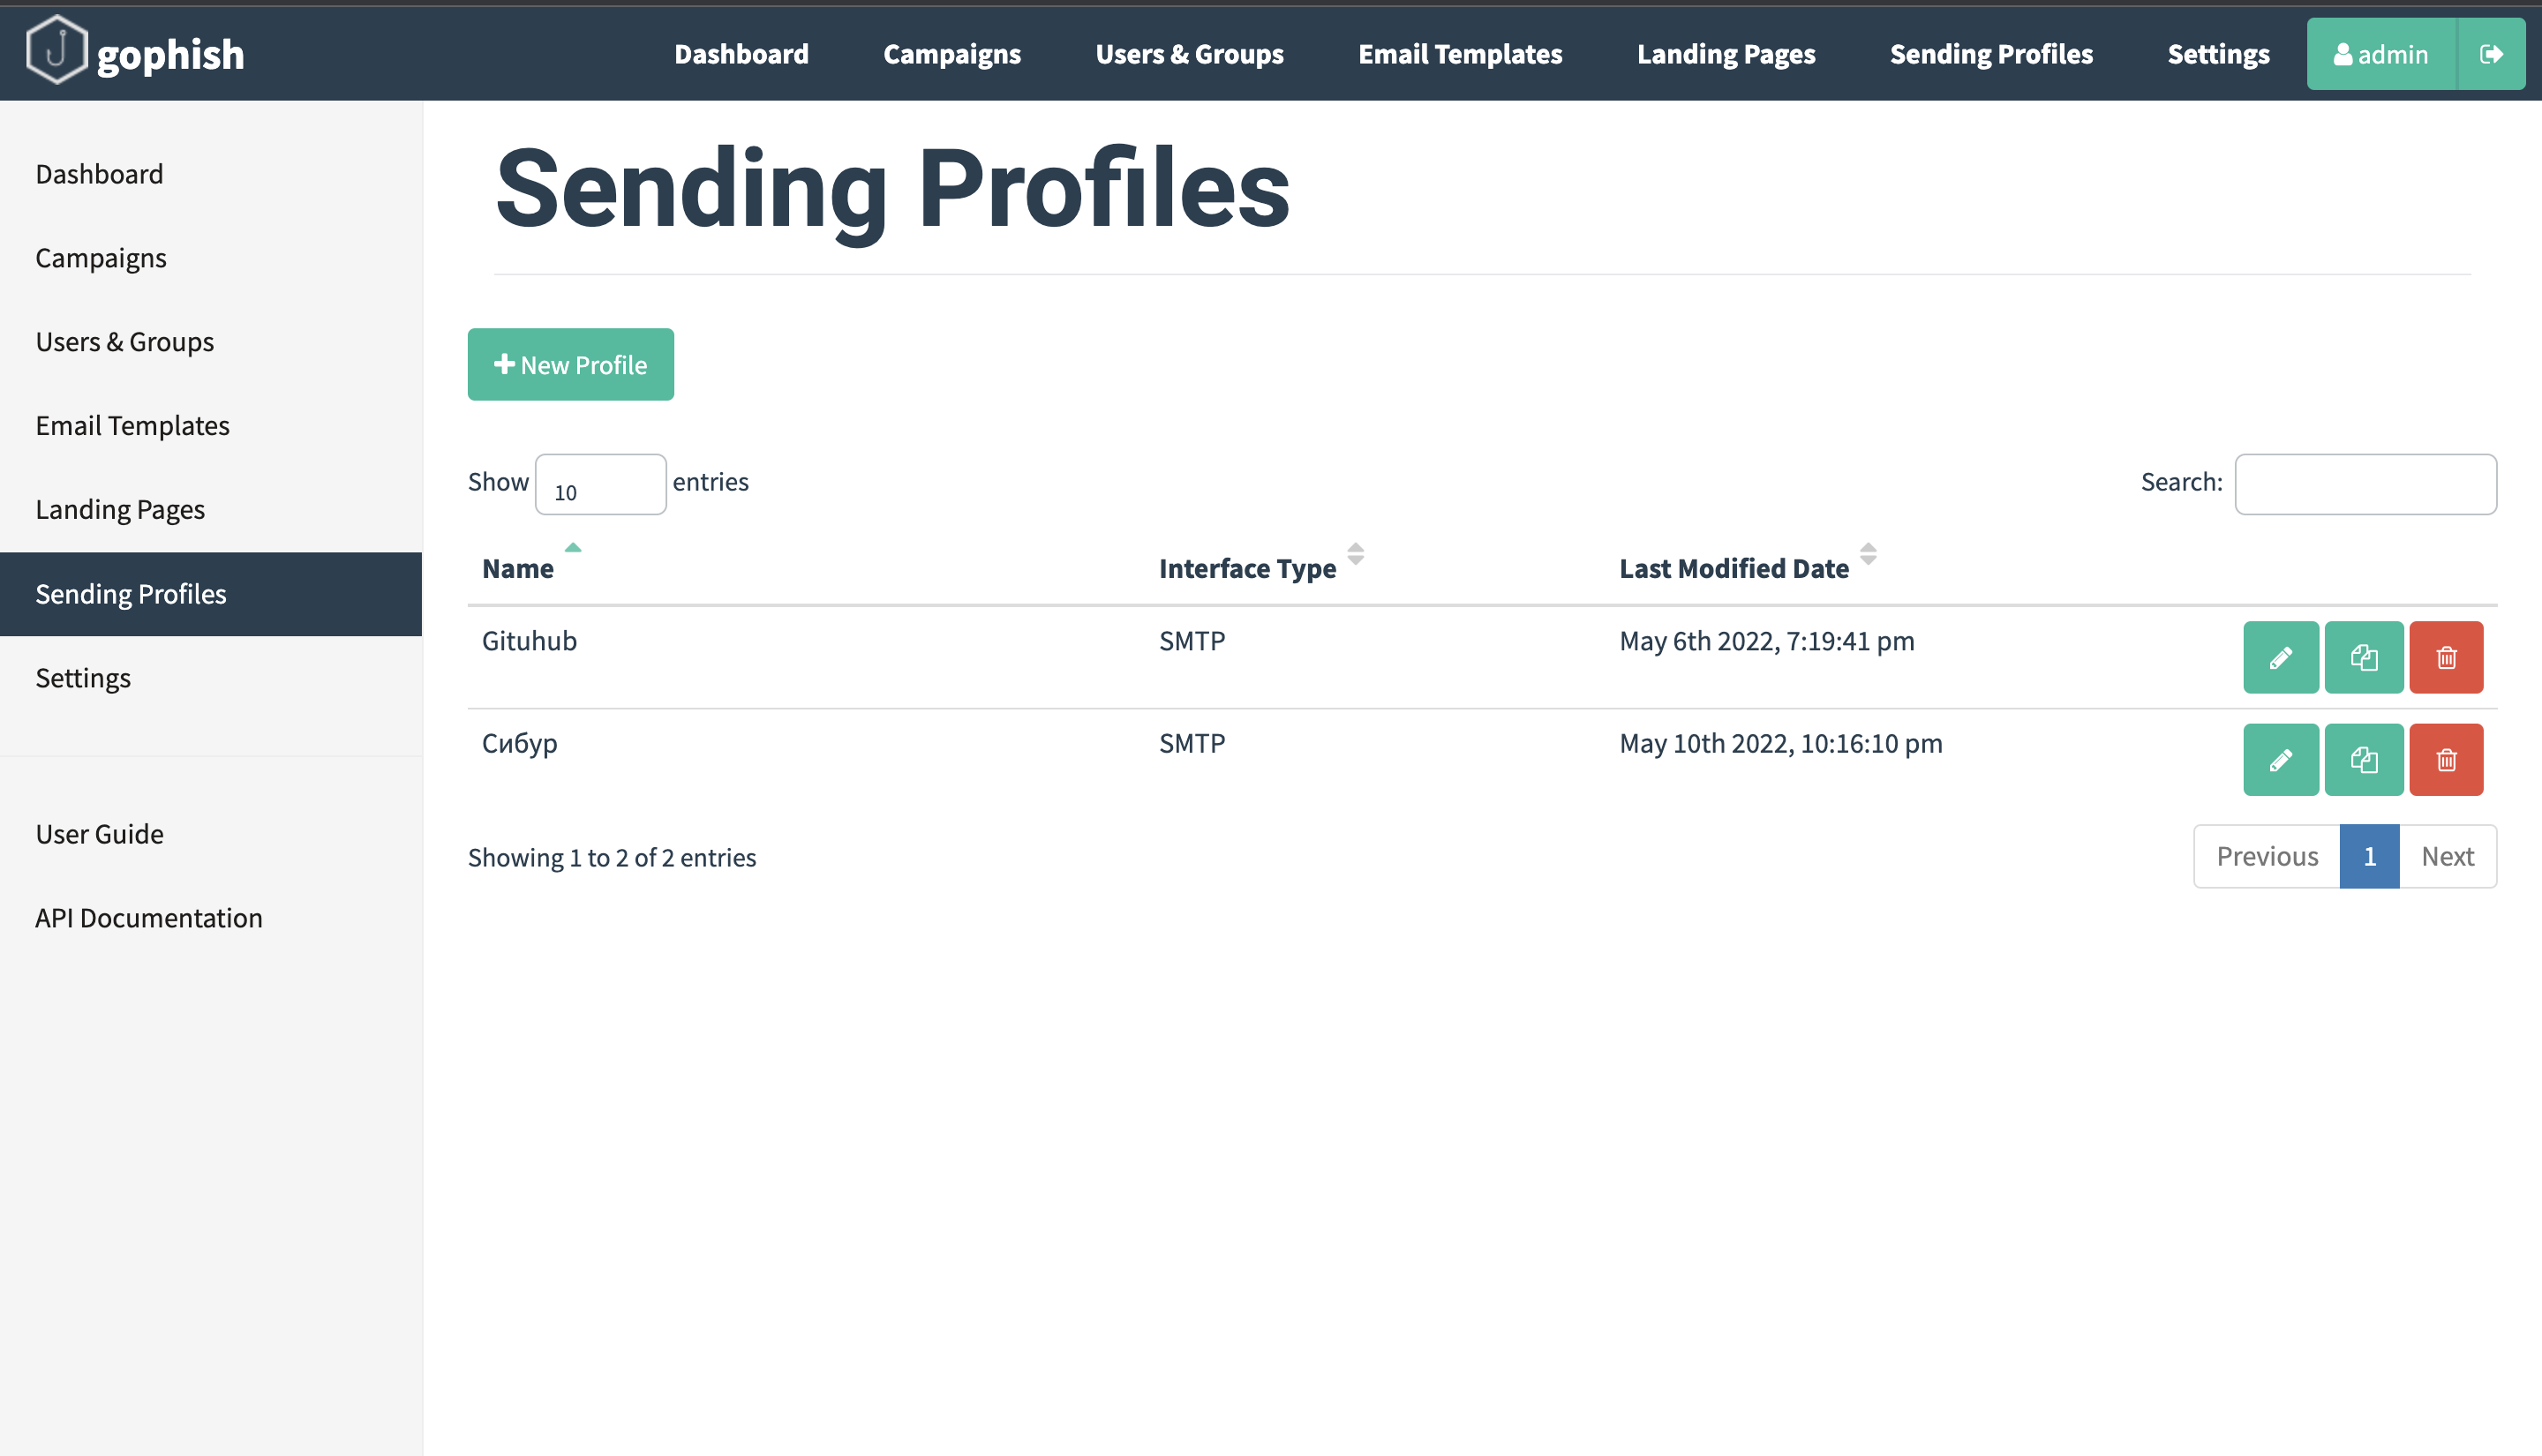 gophish Dashboard Campaigns Users & Groups Email Templates Landing Pages Sending Profiles Settings admin
Dashboard
Campaigns
Users & Groups
Email Templates
Landing Pages
Sending Profiles
Settings
User Guide
API Documentation
Sending Profiles
New Profile
Show 10 entries Search:
Name Interface Type Last Modified Date
Gituhub SMTP May 6th 2022, 7:19:41 pm
Сибур SMTP May 10th 2022, 10:16:10 pm
Showing 1 to 2 of 2 entries Previous 1 Next